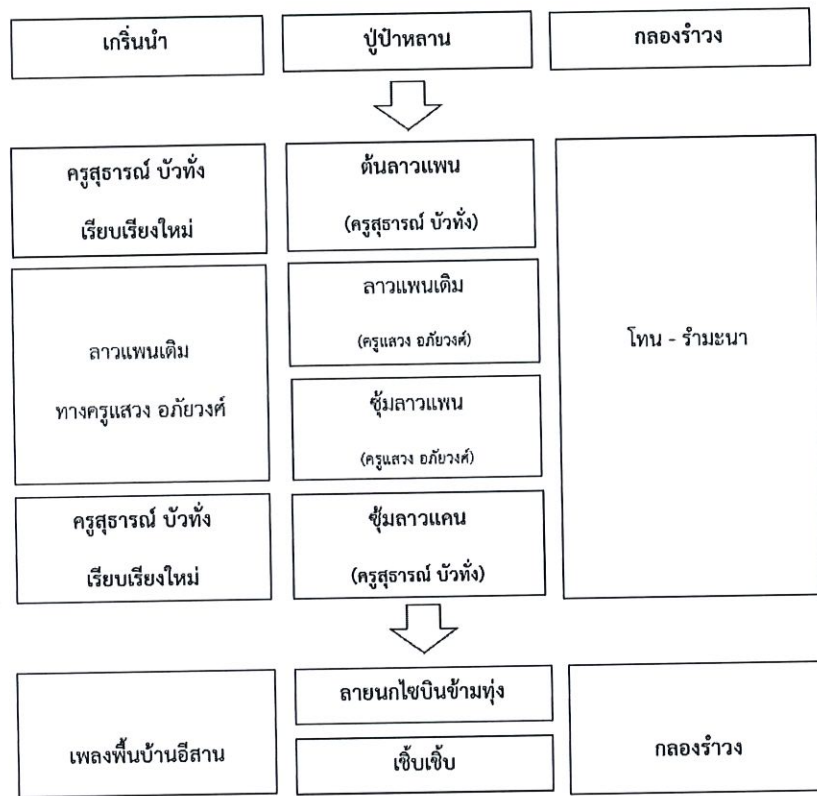 เกริ่นนำ
ปู่ป๋าหลาน
กลองรำวง
ครูสุธารณ์ บัวทั่ง
เรียบเรียงใหม่
ต้นลาวแพน
(ครูสุธารณ์ บัวทั่ง)
ลาวแพนเดิม
ทางครูแสวง อภัยวงศ์
ลาวแพนเดิม
(ครูแสวง อภัยวงศ์)
ซุ้มลาวแพน
(ครูแสวง อภัยวงศ์)
โทน - รำมะนา
ครูสุธารณ์ บัวทั่ง
เรียบเรียงใหม่
ซุ้มลาวแคน
(ครูสุธารณ์ บัวทั่ง)
เพลงพื้นบ้านอีสาน
ลายนกไซบินข้ามทุ่ง
เซิ้บเซิ้บ
กลองรำวง